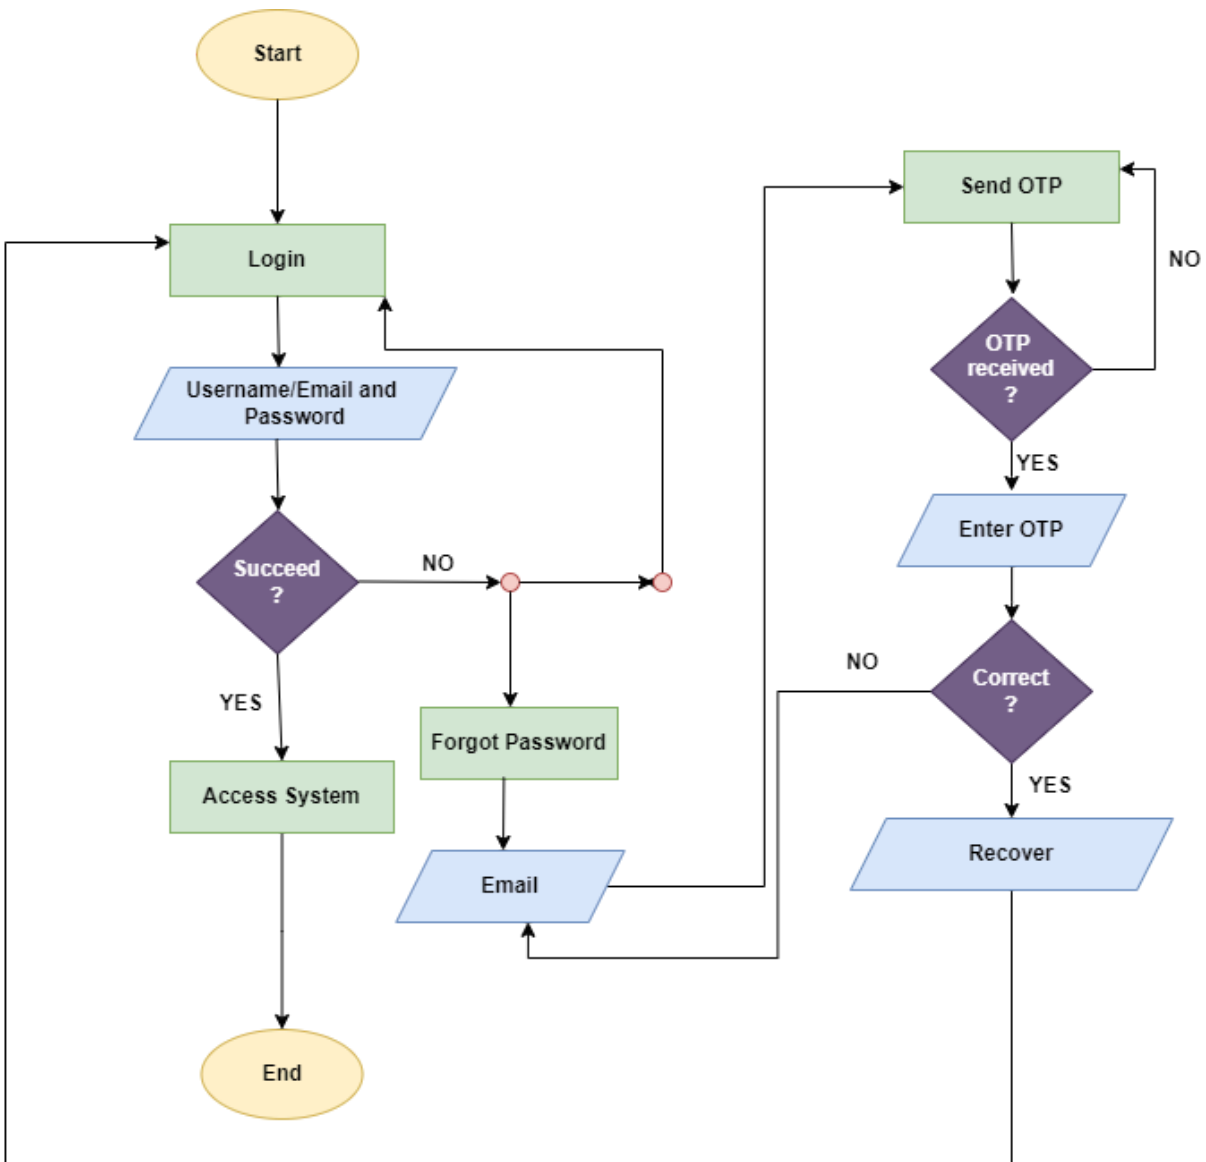 Start
Login
Username/Email and
Password
Succeed
?
NO
YES
Access System
End
Forgot Password
Email
Send OTP
NO
OTP
received
?
YES
Enter OTP
NO
Correct
?
YES
Recover